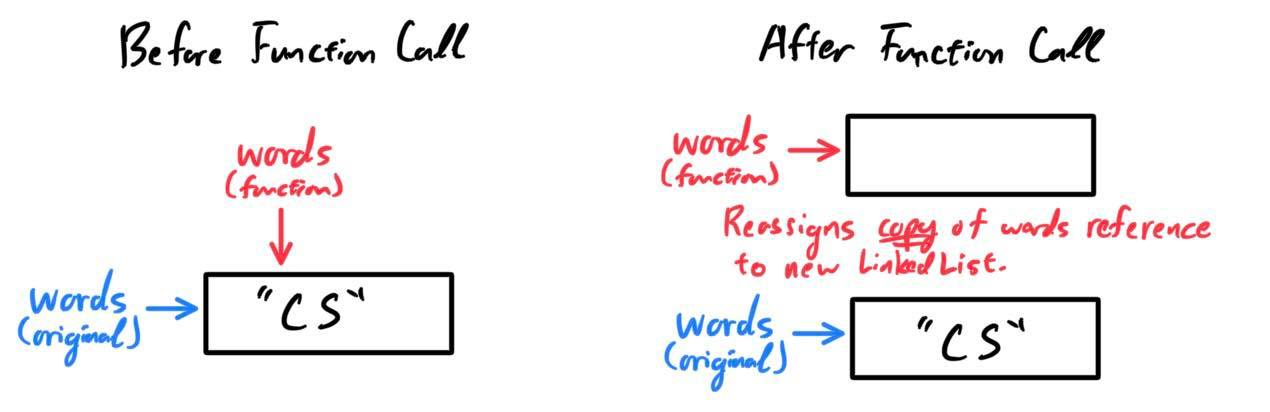 Before Function Call
words
(function)
words
(original)
"CS"
After Function Call
words
(function)
Reassigns copy of words reference
to new LinkedList.
words
(original)
"CS"